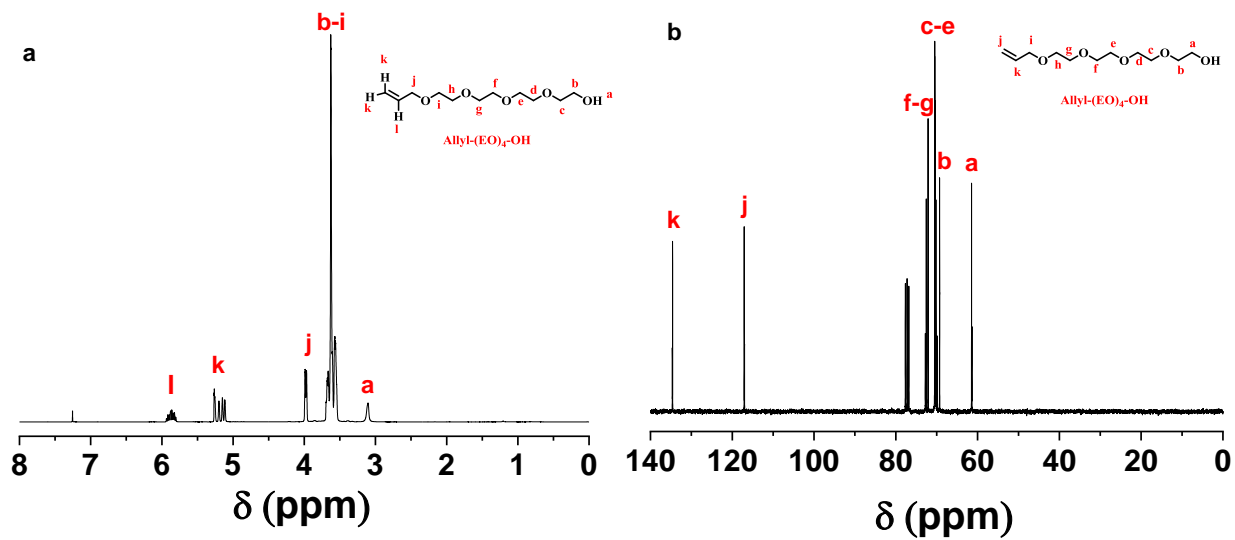 a
b-i
k
H
H
k
H
l
j
O
i
h
O
g
f
O
e
d
O
c
b
OH
a
Allyl-(EO)4-OH
l
k
j
a
8 7 6 5 4 3 2 1 0
δ (ppm)
b
c-e
f-g
k
j
b
a
j
k
i
O
h
g
O
f
e
O
d
c
O
b
a
OH
Allyl-(EO)4-OH
140 120 100 80 60 40 20 0
δ (ppm)